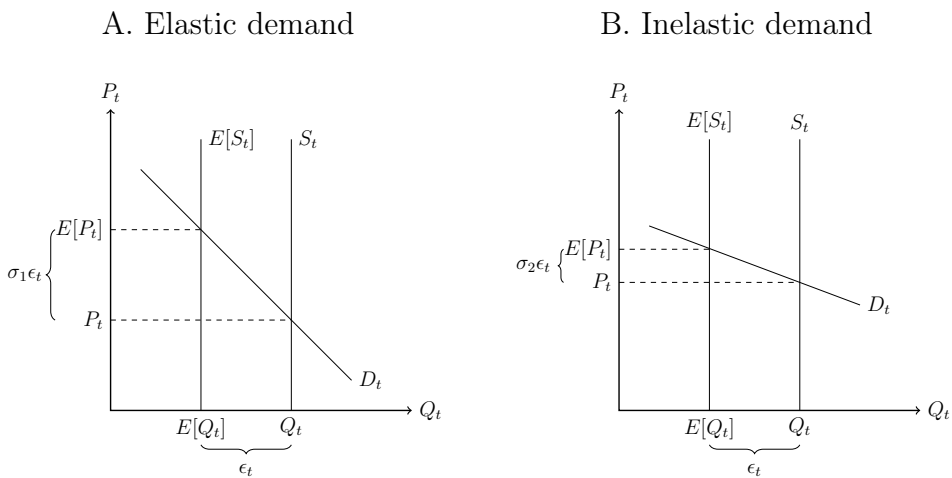 A. Elastic demand
P_t
E[S_t]
S_t
E[P_t]
σ_1ϵ_t
P_t
D_t
Q_t
E[Q_t]
Q_t
ϵ_t
B. Inelastic demand
P_t
E[S_t]
S_t
E[P_t]
σ_2ϵ_t
P_t
D_t
Q_t
E[Q_t]
Q_t
ϵ_t